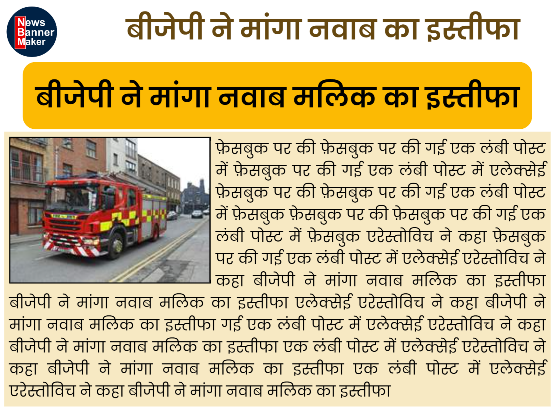 News
Banner
Maker
बीजेपी ने मांगा नवाब का इस्तीफा
बीजेपी ने मांगा नवाब मलिक का इस्तीफा
फ़ेसबुक पर की फ़ेसबुक पर की गई एक लंबी पोस्ट
में फ़ेसबुक पर की गई एक लंबी पोस्ट में एलेक्सेई
फ़ेसबुक पर की फ़ेसबुक पर की गई एक लंबी पोस्ट
में फ़ेसबुक फ़ेसबुक पर की फ़ेसबुक पर की गई एक
लंबी पोस्ट में फ़ेसबुक एरेस्तोविच ने कहा फ़ेसबुक
पर की गई एक लंबी पोस्ट में एलेक्सेई एरेस्तोविच ने
कहा बीजेपी ने मांगा नवाब मलिक का इस्तीफा
बीजेपी ने मांगा नवाब मलिक का इस्तीफा एलेक्सेई एरेस्तोविच ने कहा बीजेपी ने
मांगा नवाब मलिक का इस्तीफा गई एक लंबी पोस्ट में एलेक्सेई एरेस्तोविच ने कहा
बीजेपी ने मांगा नवाब मलिक का इस्तीफा एक लंबी पोस्ट में एलेक्सेई एरेस्तोविच ने
कहा बीजेपी ने मांगा नवाब मलिक का इस्तीफा एक लंबी पोस्ट में एलेक्सेई
एरेस्तोविच ने कहा बीजेपी ने मांगा नवाब मलिक का इस्तीफा